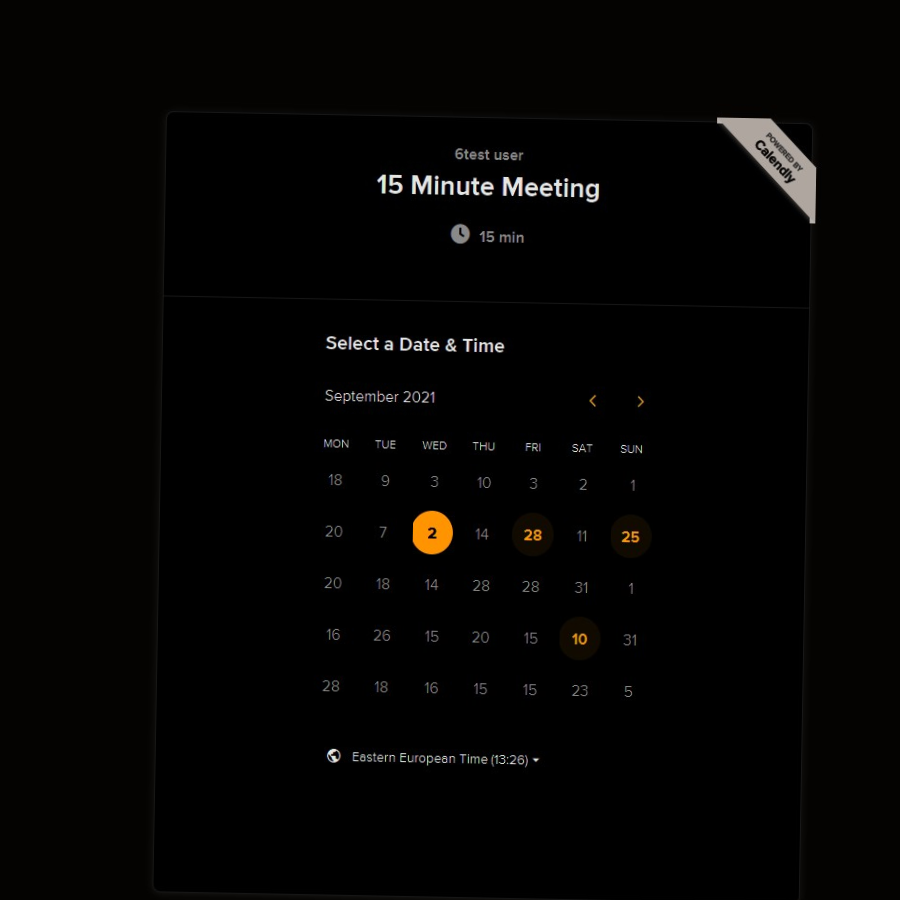 POWERED BY
Calendly
6test user
15 Minute Meeting
15 min
Select a Date & Time
September 2021
MON TUE WED THU FRI SAT SUN
18 9 3 10 3 2 1
20 7 2 14 28 11 25
20 18 14 28 28 31 1
16 26 15 20 15 10 31
28 18 16 15 15 23 5
Eastern European Time (13:26)